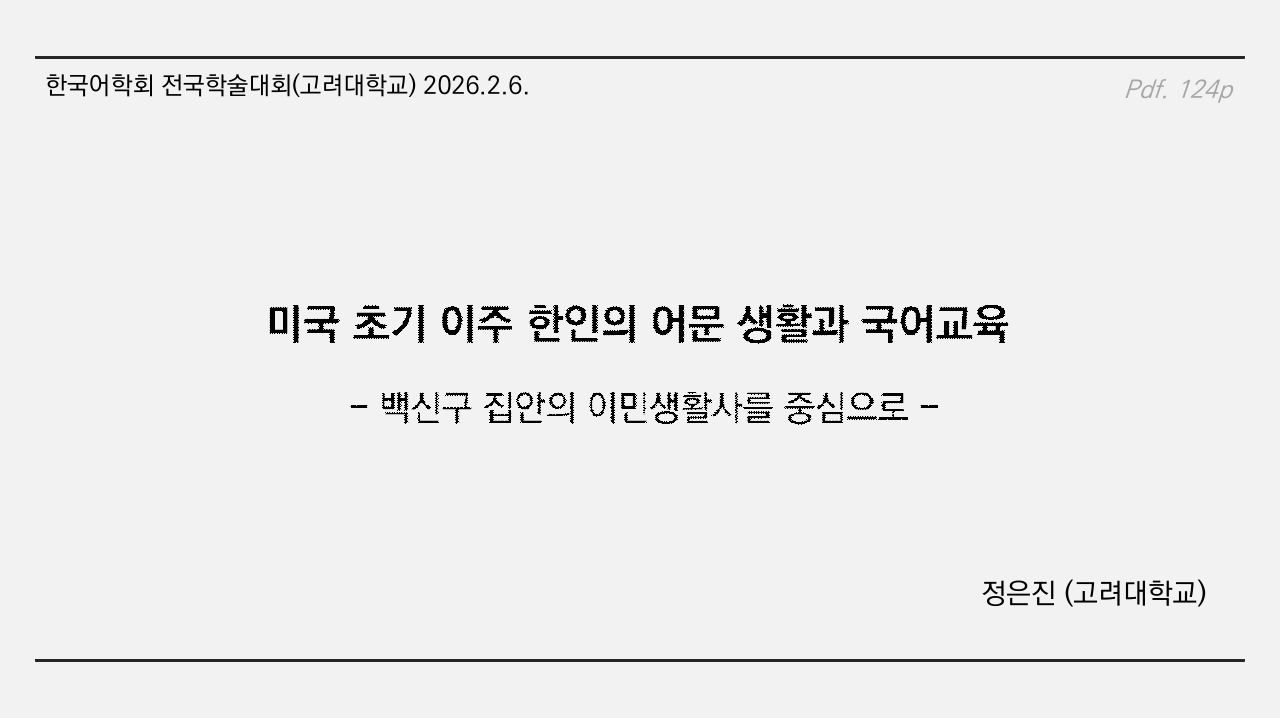 한국어학회 전국학술대회(고려대학교) 2026.2.6.
Pdf. 124p
미국 초기 이주 한인의 어문 생활과 국어교육
- 백신구 집안의 이민생활사를 중심으로 -
정은진 (고려대학교)